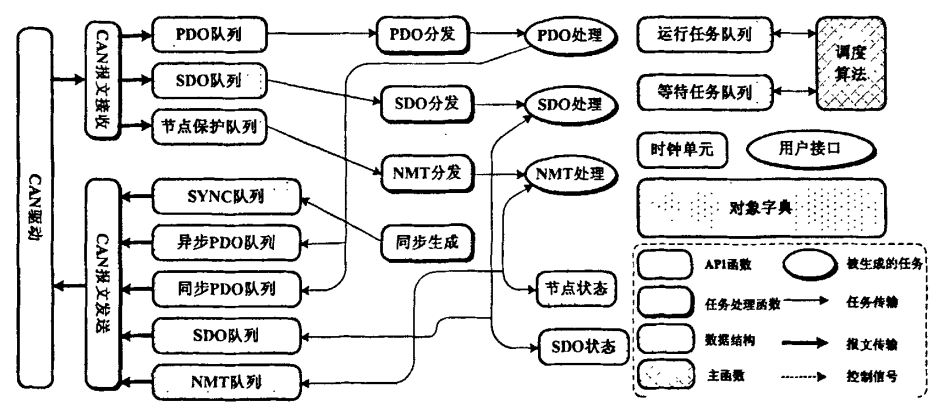 CAN驱动
CAN报文接收
CAN报文发送
PDO队列
SDO队列
节点保护队列
SYNC队列
异步PDO队列
同步PDO队列
SDO队列
NMT队列
PDO分发
SDO分发
NMT分发
同步生成
PDO处理
SDO处理
NMT处理
节点状态
SDO状态
运行任务队列
等待任务队列
调度
算法
时钟单元
用户接口
对象字典
API函数
被生成的任务
任务处理函数
任务传输
数据结构
报文传输
主函数
控制信号